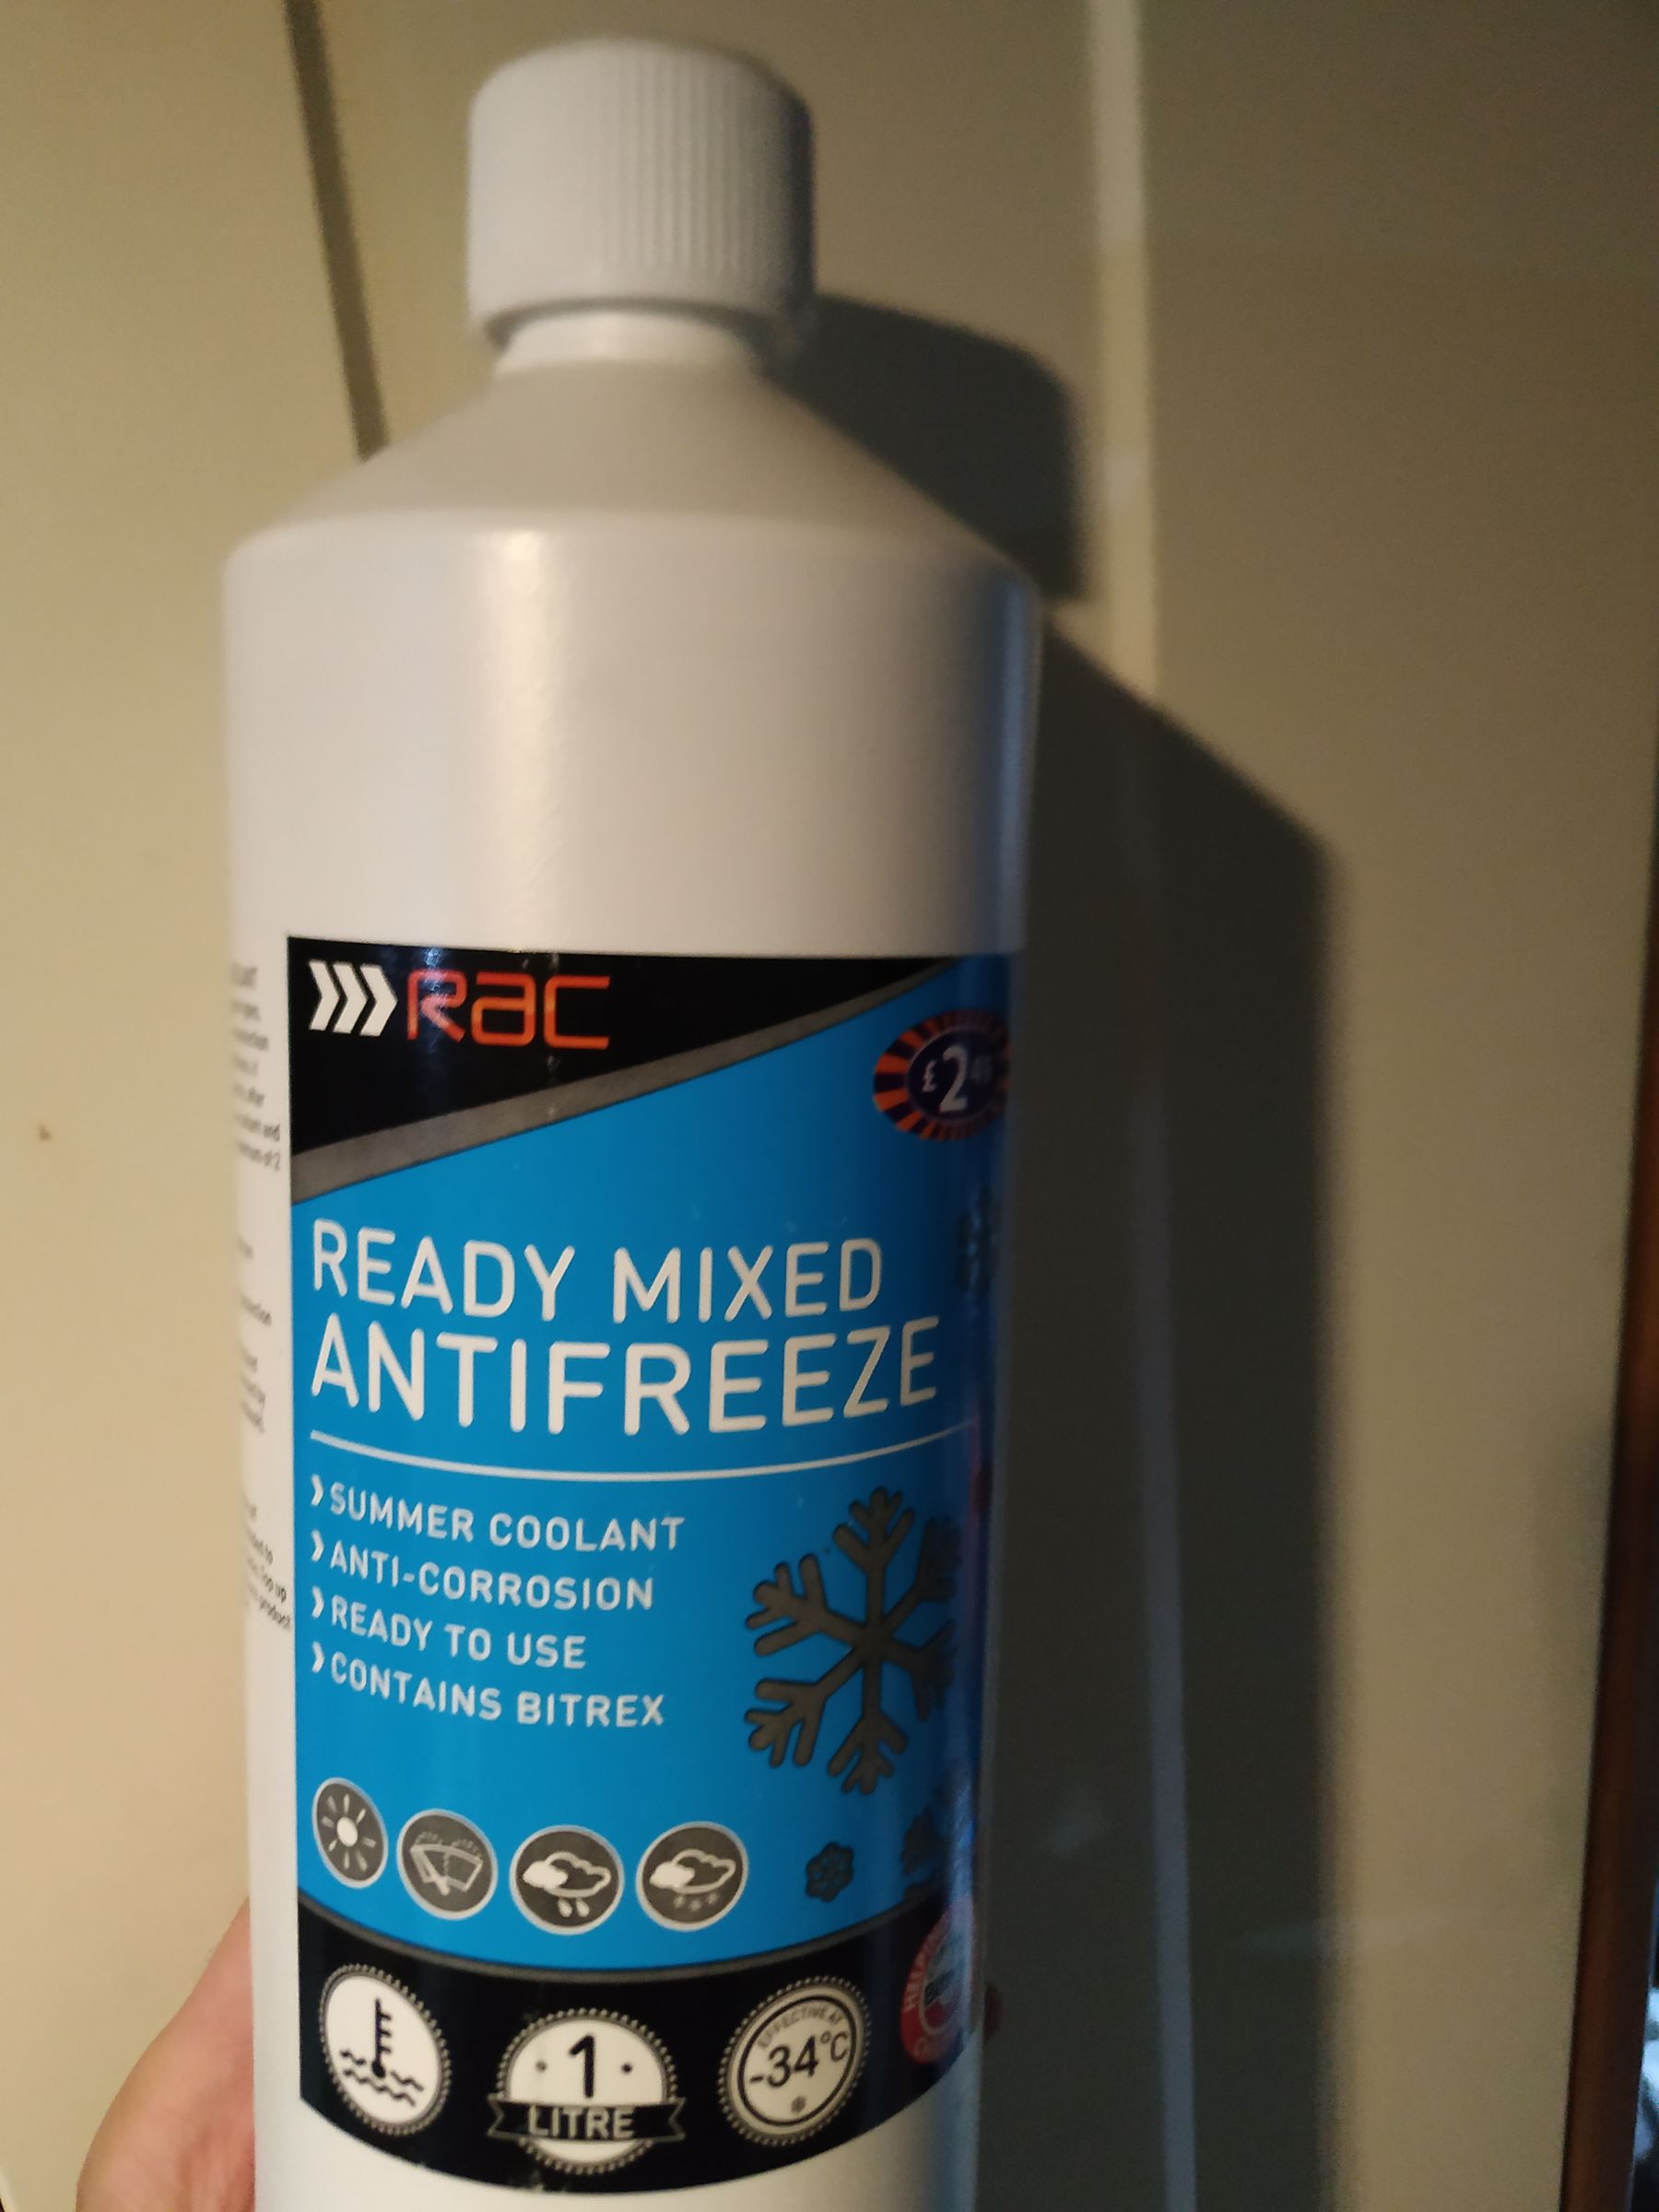 RAC
£2.49
READY MIXED
ANTIFREEZE
SUMMER COOLANT
ANTI-CORROSION
READY TO USE
CONTAINS BITREX
1
LITRE
EFFECTIVE AT
-34°C